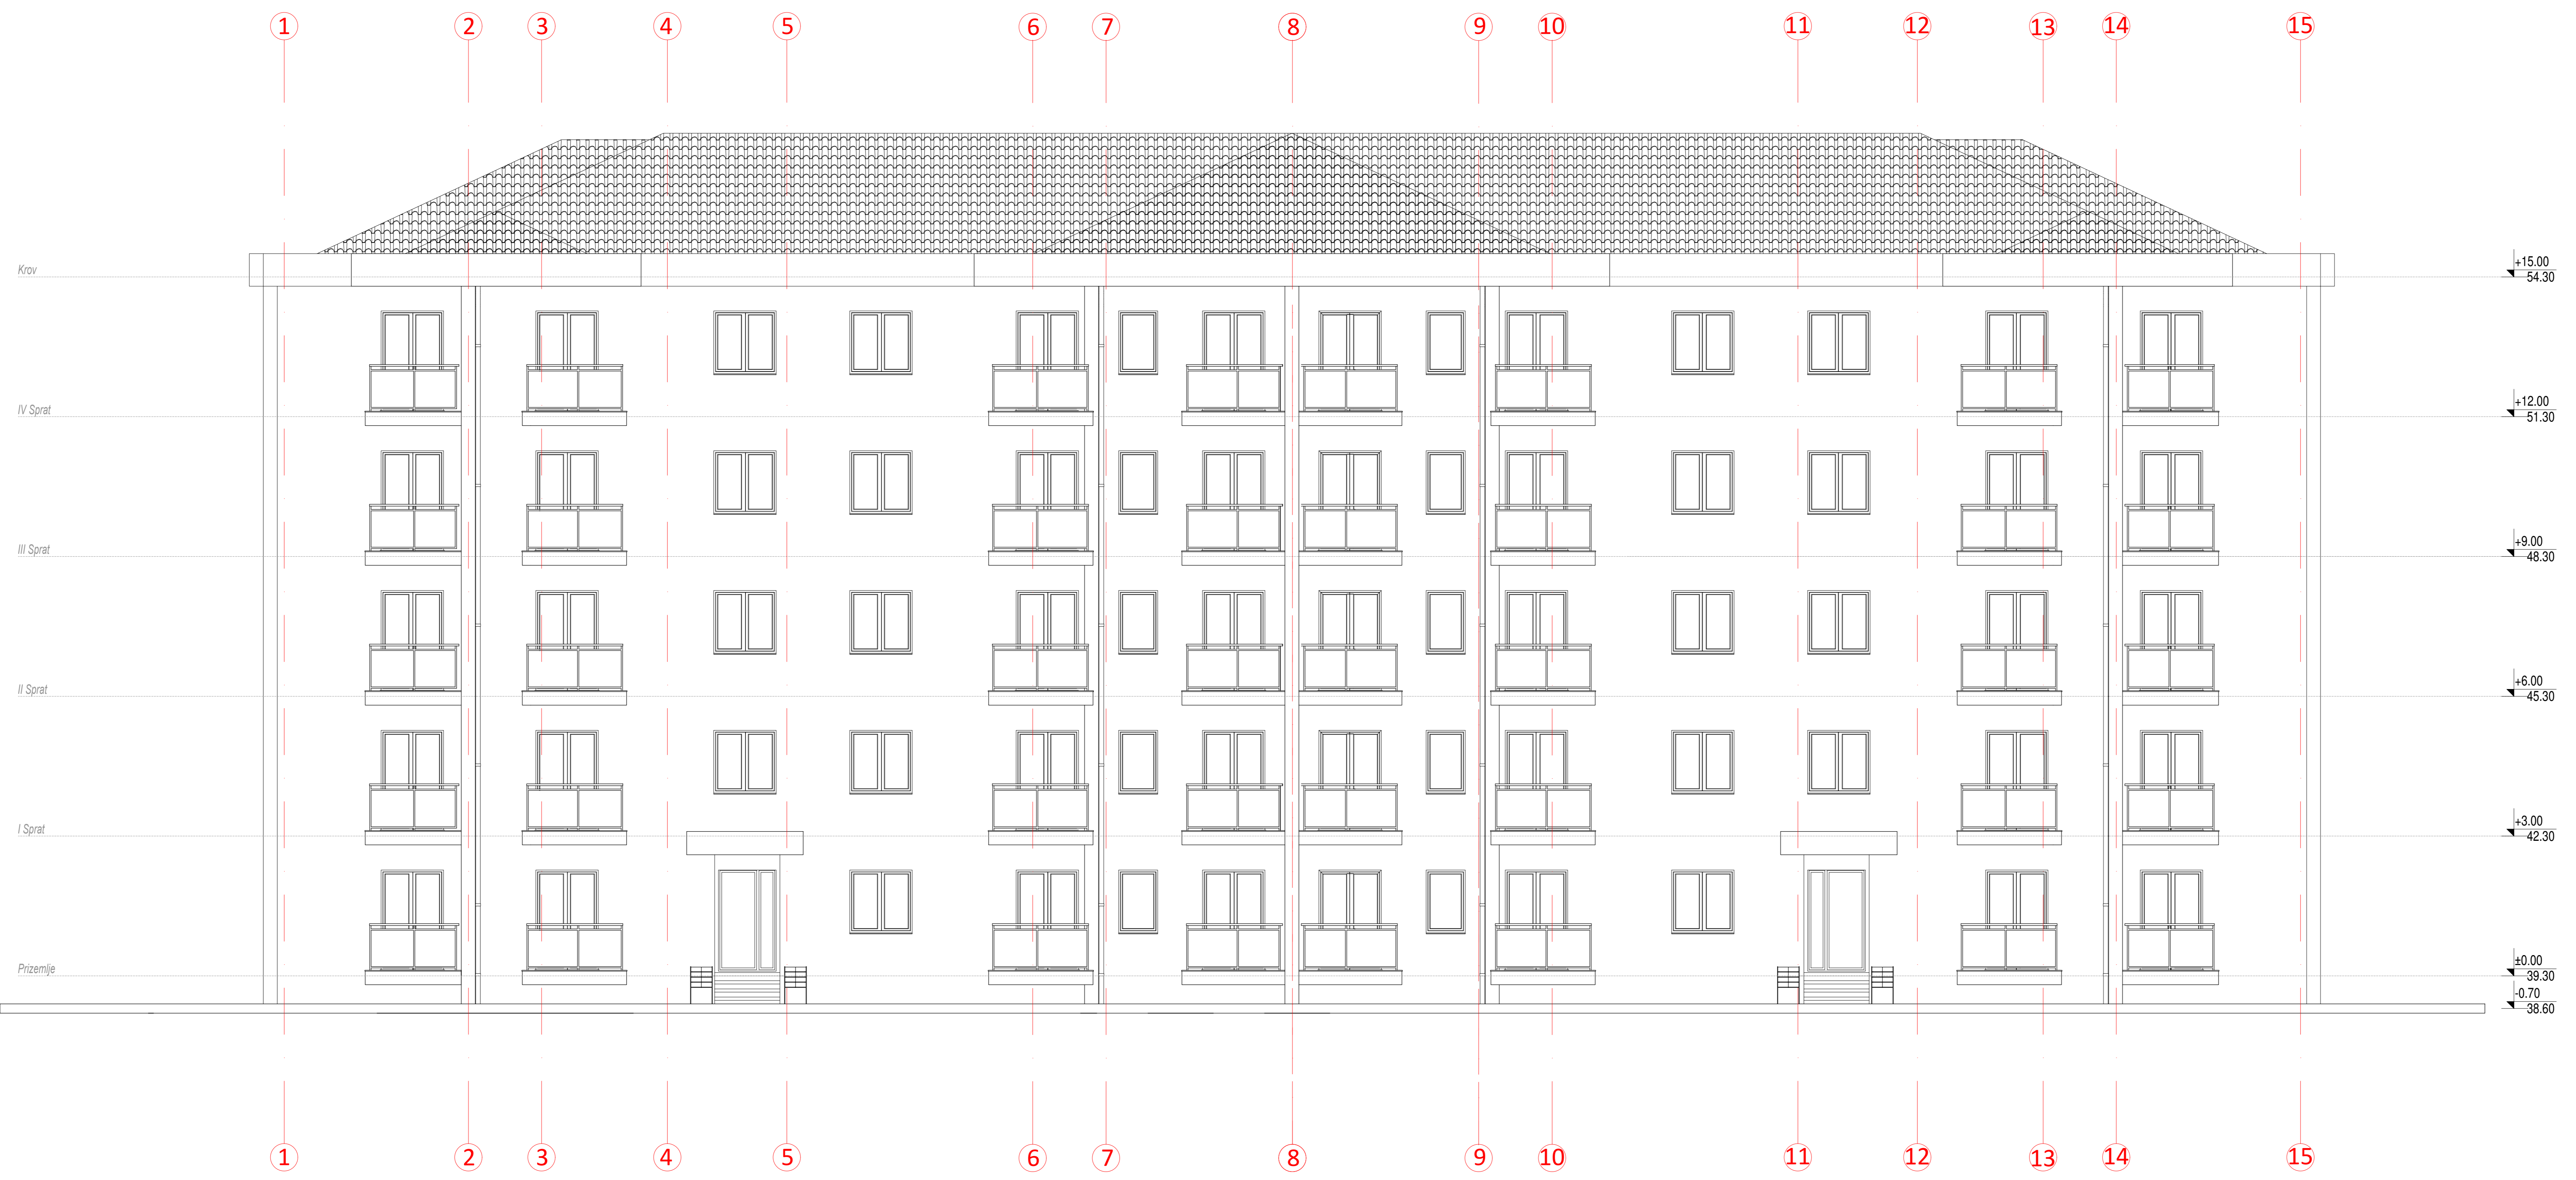 1 2 3 4 5 6 7 8 9 10 11 12 13 14 15
Krov
+15.00
54.30
IV Sprat
+12.00
51.30
III Sprat
+9.00
48.30
II Sprat
+6.00
45.30
I Sprat
+3.00
42.30
Prizemlje
±0.00
39.30
-0.70
38.60
1 2 3 4 5 6 7 8 9 10 11 12 13 14 15